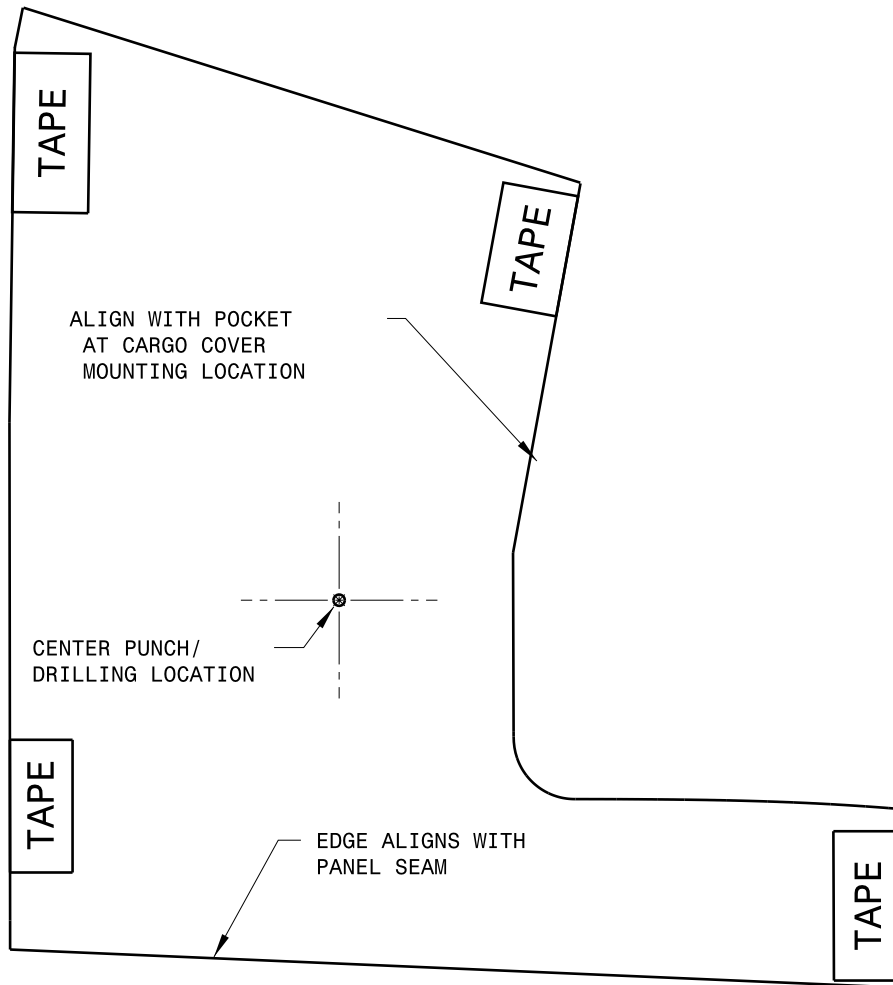 TAPE
TAPE
ALIGN WITH POCKET
AT CARGO COVER
MOUNTING LOCATION
CENTER PUNCH/
DRILLING LOCATION
TAPE
EDGE ALIGNS WITH
PANEL SEAM
TAPE